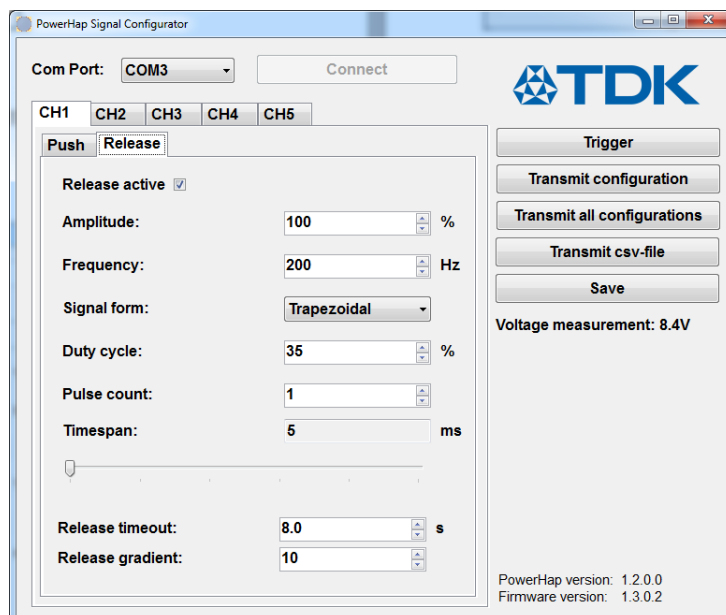 PowerHap Signal Configurator
Com Port: COM3 Connect
TDK
CH1 CH2 CH3 CH4 CH5
Push Release
Release active
Amplitude: 100 %
Frequency: 200 Hz
Signal form: Trapezoidal
Duty cycle: 35 %
Pulse count: 1
Timespan: 5 ms
Release timeout: 8.0 s
Release gradient: 10
Trigger
Transmit configuration
Transmit all configurations
Transmit csv-file
Save
Voltage measurement: 8.4V
PowerHap version: 1.2.0.0
Firmware version: 1.3.0.2